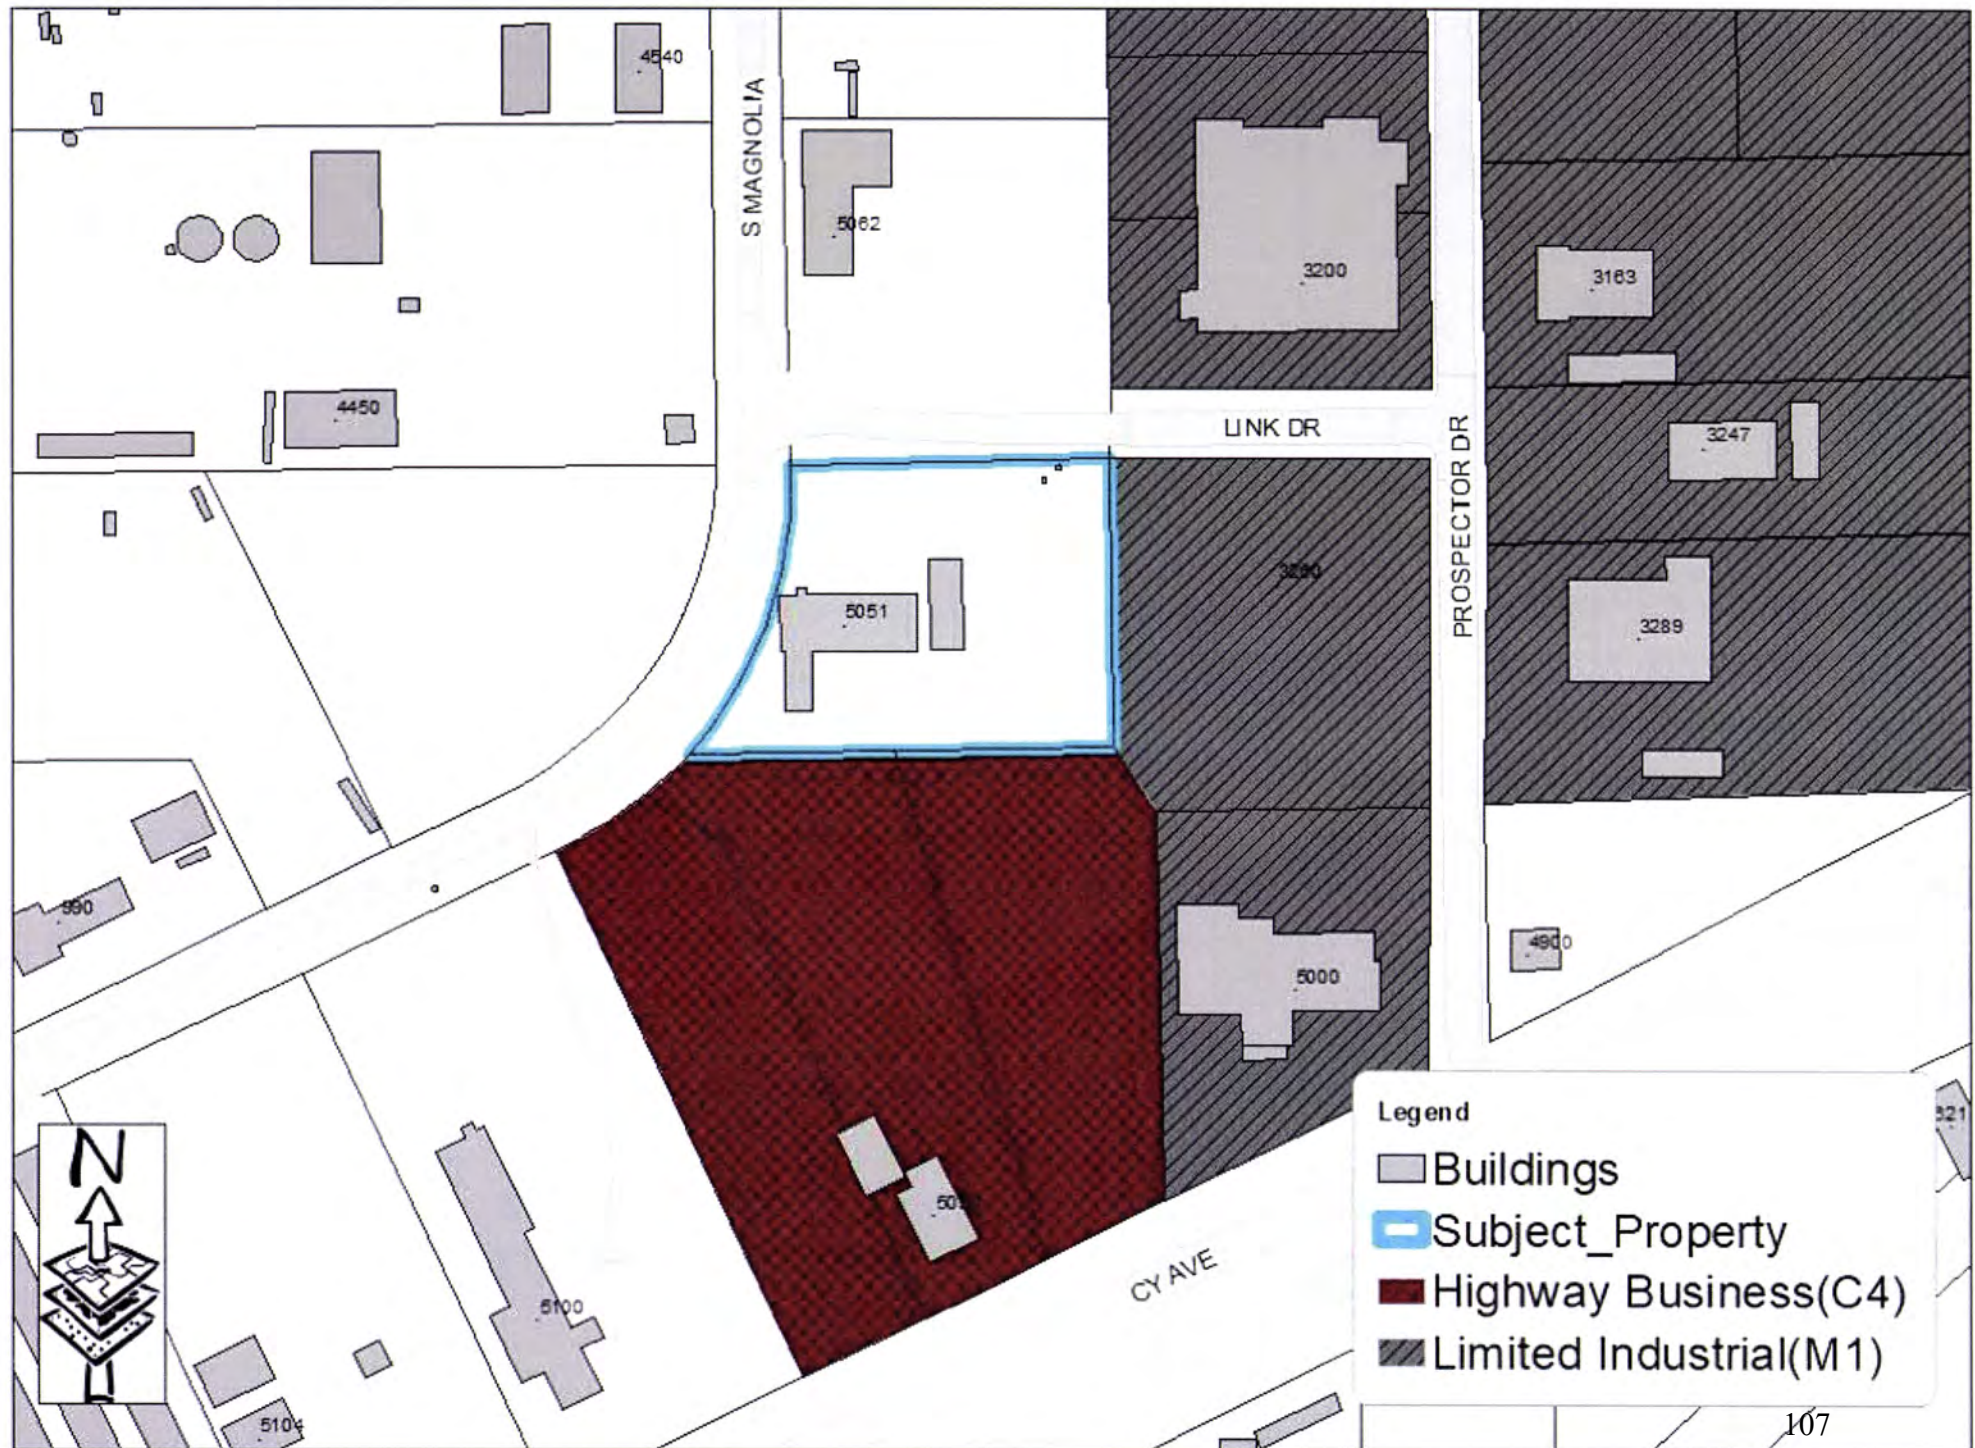 4540
S MAGNOLIA
5062
3200
3163
4450
LINK DR
3247
PROSPECTOR DR
5051
3289
990
4900
5000
Legend
Buildings
Subject_Property
Highway Business(C4)
Limited Industrial(M1)
N
CY AVE
5100
5104
107